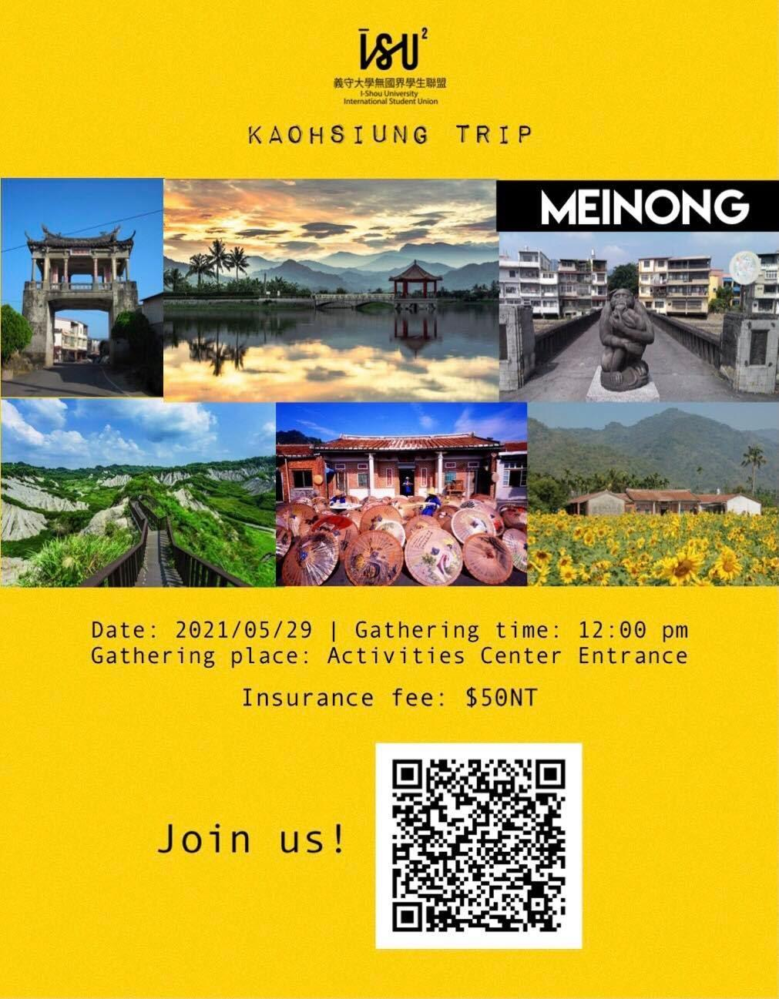 ISU²
義守大學無國界學生聯盟
I-Shou University
International Student Union
KAOHSIUNG TRIP
MEINONG
Date: 2021/05/29 | Gathering time: 12:00 pm
Gathering place: Activities Center Entrance
Insurance fee: $50NT
Join us!